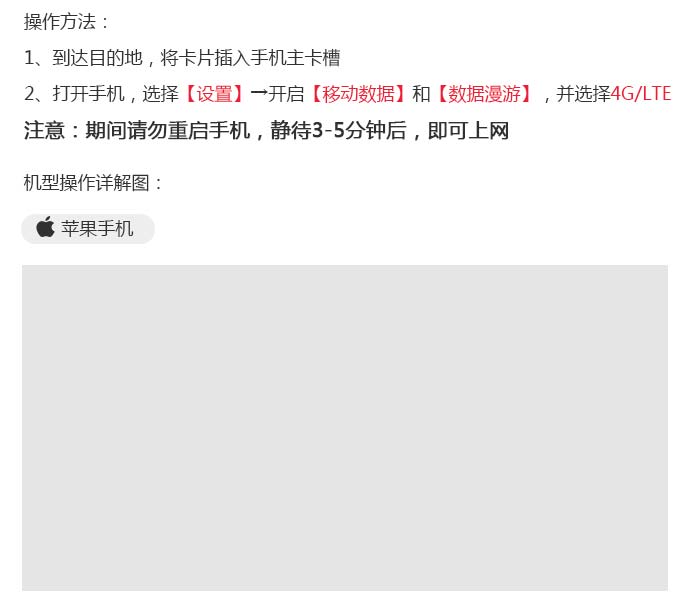 操作方法：
1、到达目的地，将卡片插入手机主卡槽
2、打开手机，选择【设置】→开启【移动数据】和【数据漫游】，并选择4G/LTE
注意：期间请勿重启手机，静待3-5分钟后，即可上网
机型操作详解图：
苹果手机